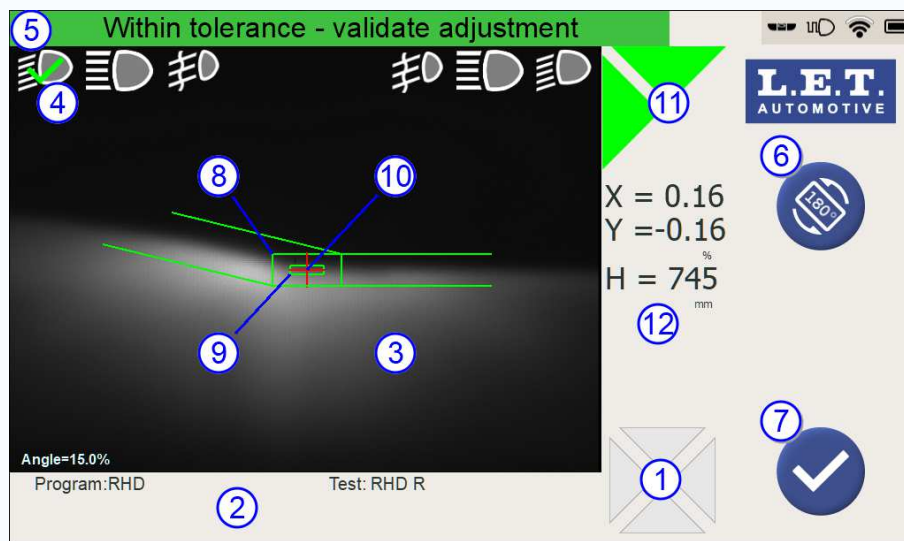 Within tolerance - validate adjustment
5
4
11
L.E.T.
AUTOMOTIVE
6
180°
8
10
X = 0.16
Y =-0.16
%
H = 745
mm
12
9
3
7
Angle=15.0%
Program:RHD
Test: RHD R
2
1